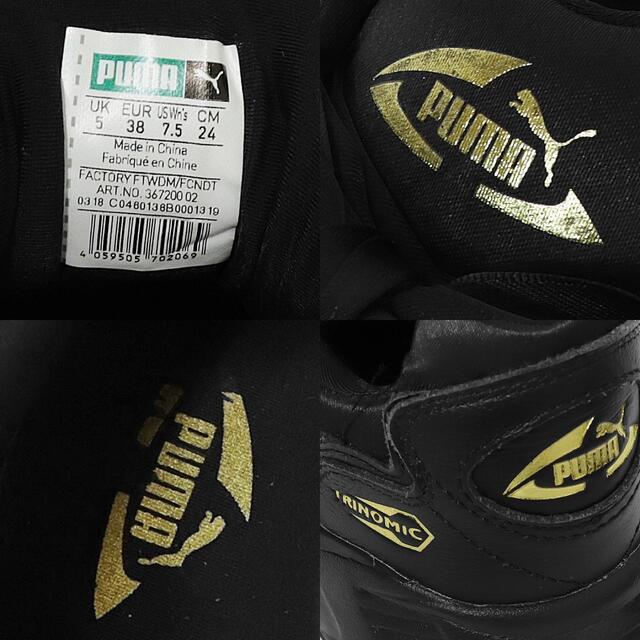 PUMA
UK EUR US Wn's CM
5 38 7.5 24
Made in China
Fabriqué en Chine
FACTORY FTWDM/FCNDT
ART.NO. 367200 02
03 18 C0480136B0001319
4 059505 702069
PUMA
PUMA
TRINOMIC
PUMA